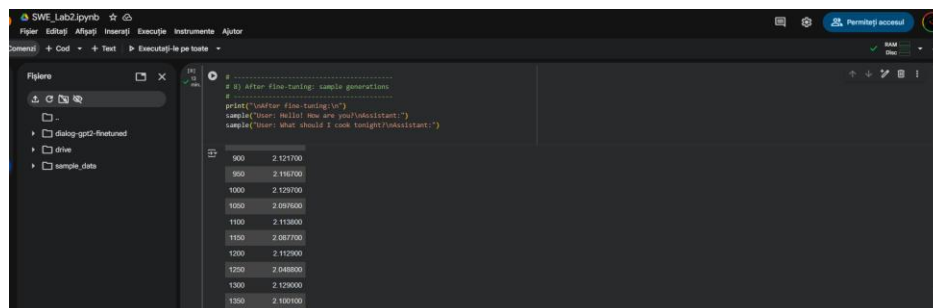 SWE_Lab2.ipynb
Fișier Editați Afișați Inserați Execuție Instrumente Ajutor
Permiteți accesul
Comenzi + Cod + Text Executați-le pe toate
RAM
Disc
Fișiere
..
dialog-gpt2-finetuned
drive
sample_data
# ----------------------------------------
# 8) After fine-tuning: sample generations
# ----------------------------------------
print("\nAfter fine-tuning:\n")
sample("User: Hello! How are you?\nAssistant:")
sample("User: What should I cook tonight?\nAssistant:")
900 2.121700
950 2.116700
1000 2.129700
1050 2.097600
1100 2.113800
1150 2.087700
1200 2.112900
1250 2.048800
1300 2.129000
1350 2.100100